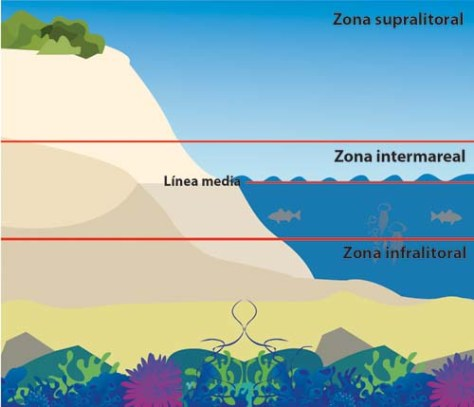 Zona supralitoral
Zona intermareal
Línea media
Zona infralitoral